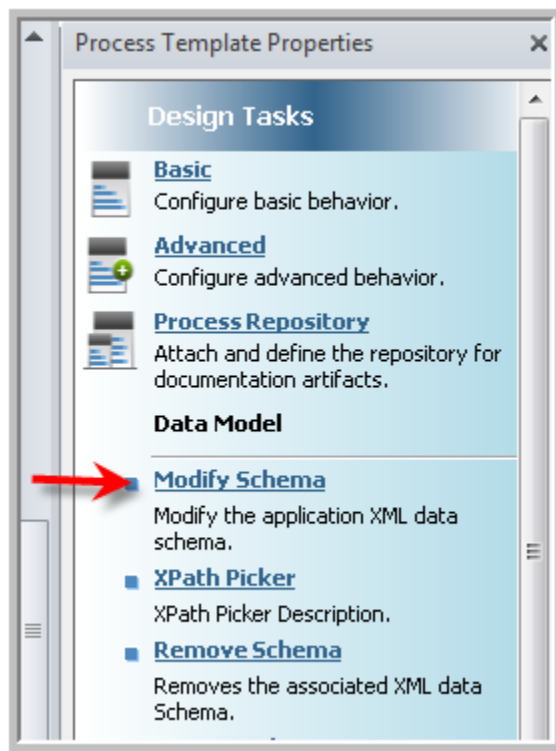 Process Template Properties
Design Tasks
Basic
Configure basic behavior.
Advanced
Configure advanced behavior.
Process Repository
Attach and define the repository for
documentation artifacts.
Data Model
Modify Schema
Modify the application XML data
schema.
XPath Picker
XPath Picker Description.
Remove Schema
Removes the associated XML data
Schema.